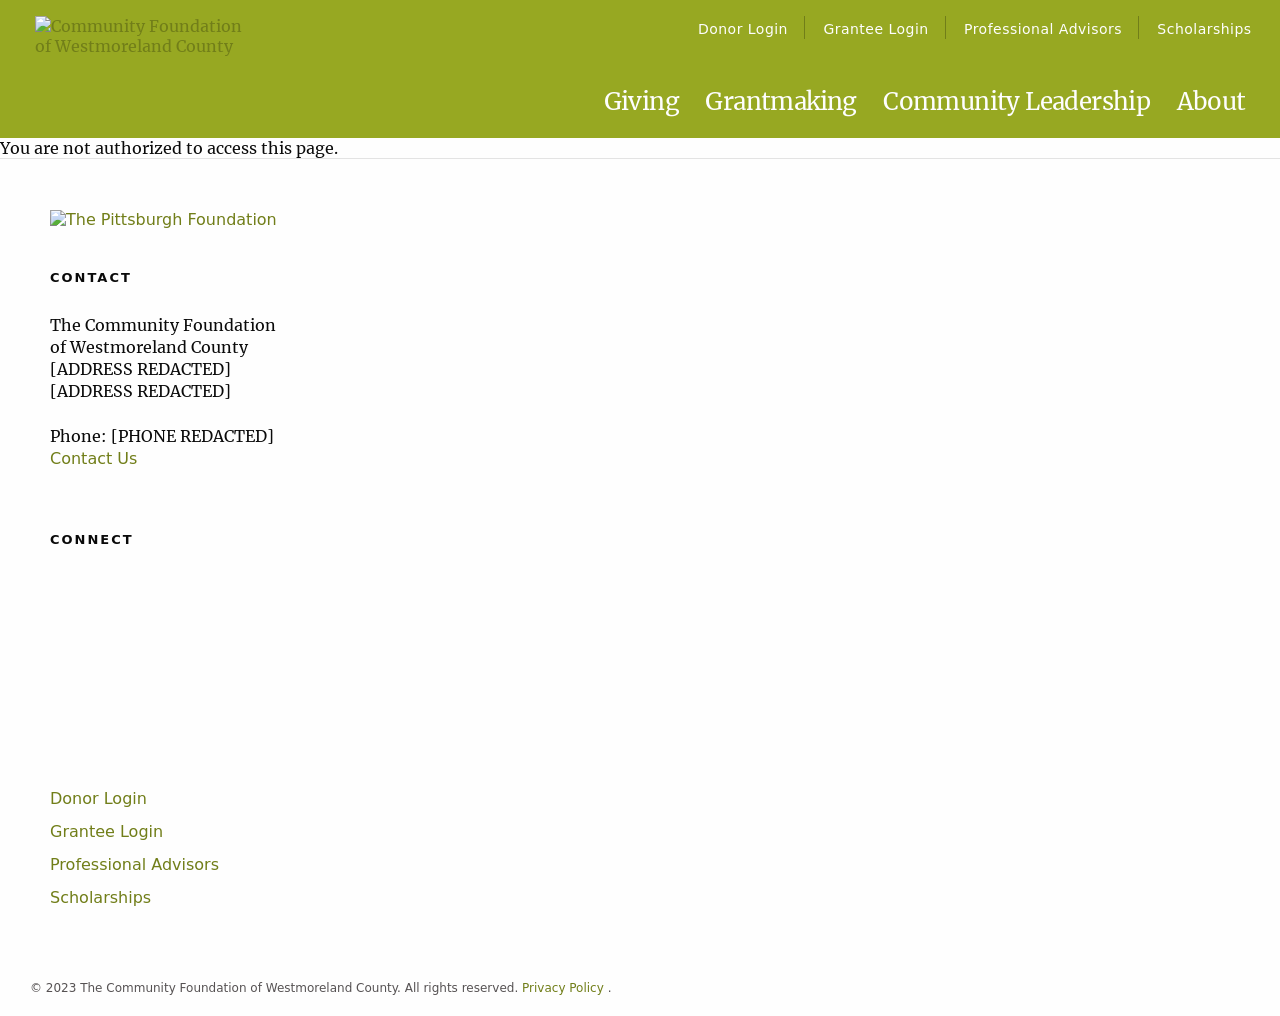 Community Foundation
of Westmoreland County
Donor Login
Grantee Login
Professional Advisors
Scholarships
Giving
Grantmaking
Community Leadership
About
You are not authorized to access this page.
The Pittsburgh Foundation
CONTACT
The Community Foundation
of Westmoreland County
[ADDRESS REDACTED]
[ADDRESS REDACTED]
Phone: [PHONE REDACTED]
Contact Us
CONNECT
Donor Login
Grantee Login
Professional Advisors
Scholarships
© 2023 The Community Foundation of Westmoreland County. All rights reserved. Privacy Policy .